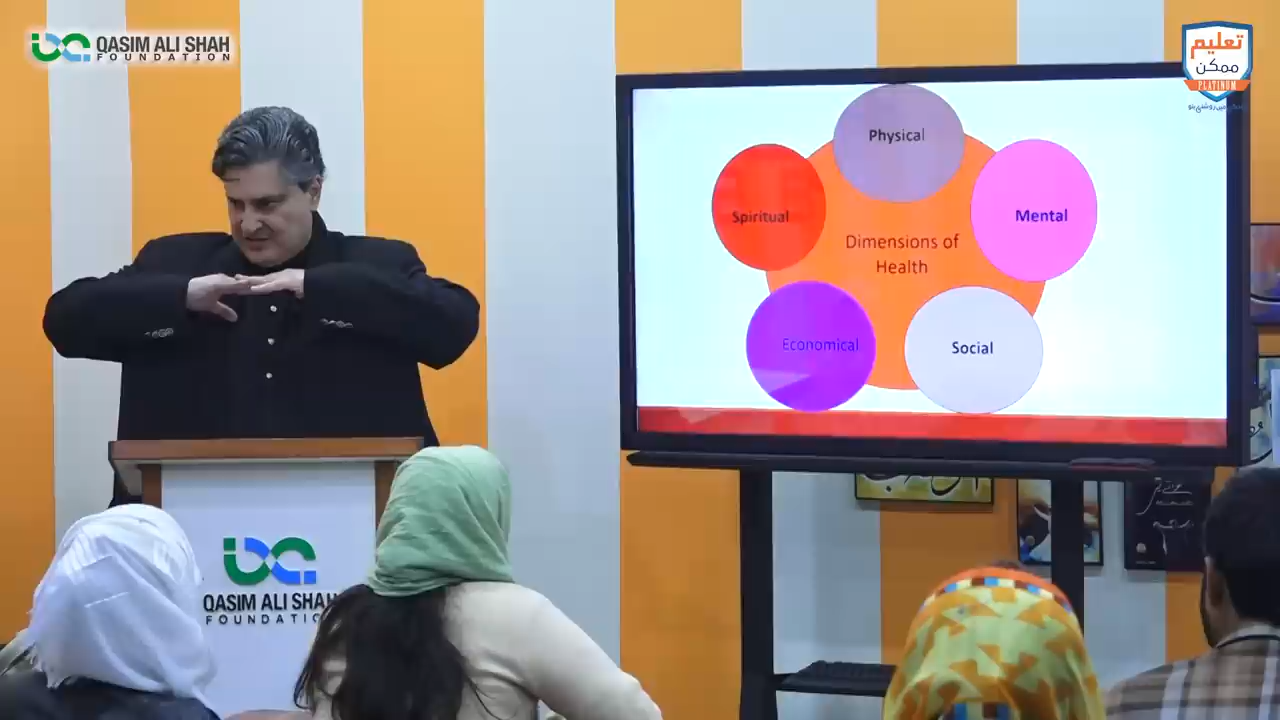 QASIM ALI SHAH
FOUNDATION
تعلیم
ممکن
PLATINUM
Physical
Spiritual
Mental
Dimensions of
Health
Economical
Social
QASIM ALI SHAH
FOUNDATION